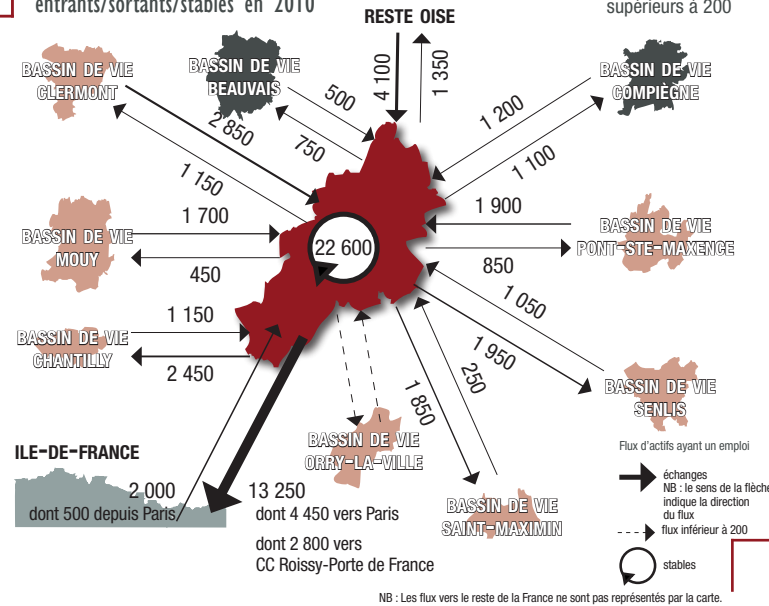 entrants/sortants/stables en 2010
supérieurs à 200
RESTE OISE
4 100
1 350
BASSIN DE VIE
CLERMONT
2 850
1 150
BASSIN DE VIE
BEAUVAIS
500
750
BASSIN DE VIE
COMPIÈGNE
1 200
1 100
BASSIN DE VIE
MOUY
1 700
450
22 600
1 900
850
BASSIN DE VIE
PONT-STE-MAXENCE
BASSIN DE VIE
CHANTILLY
1 150
2 450
1 050
1 950
BASSIN DE VIE
SENLIS
1 850
250
BASSIN DE VIE
ORRY-LA-VILLE
BASSIN DE VIE
SAINT-MAXIMIN
ILE-DE-FRANCE
2 000
dont 500 depuis Paris
13 250
dont 4 450 vers Paris
dont 2 800 vers
CC Roissy-Porte de France
Flux d'actifs ayant un emploi
échanges
NB : le sens de la flèche
indique la direction
du flux
flux inférieur à 200
stables
NB : Les flux vers le reste de la France ne sont pas représentés par la carte.